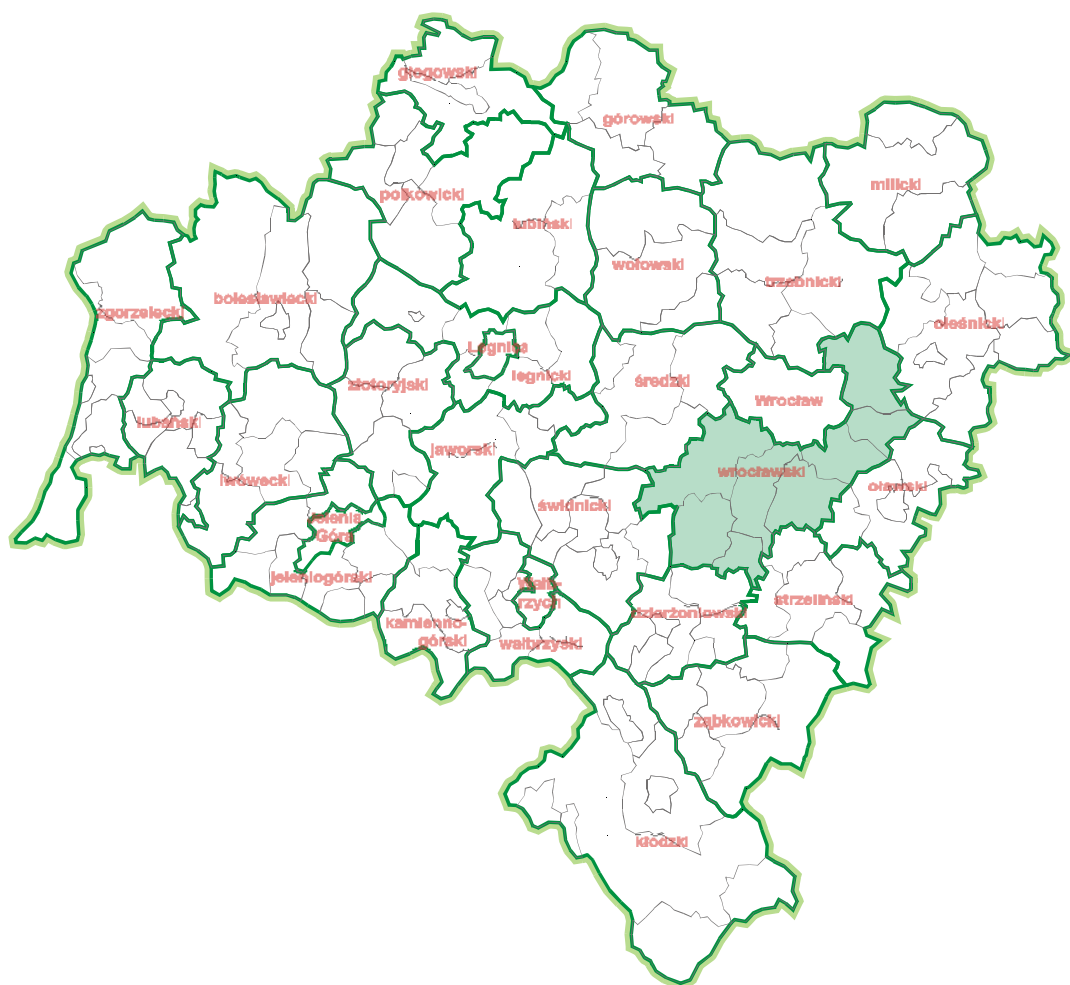 głogowski
górowski
milicki
polkowicki
lubiński
wołowski
trzebnicki
bolesławiecki
zgorzelecki
oleśnicki
Legnica
legnicki
złotoryjski
średzki
Wrocław
lubański
jaworski
wrocławski
lwówecki
oławski
świdnicki
Jelenia
Góra
jeleniogórski
Wałb-
rzych
strzeliński
dzierżoniowski
kamienno-
górski
wałbrzyski
ząbkowicki
kłodzki